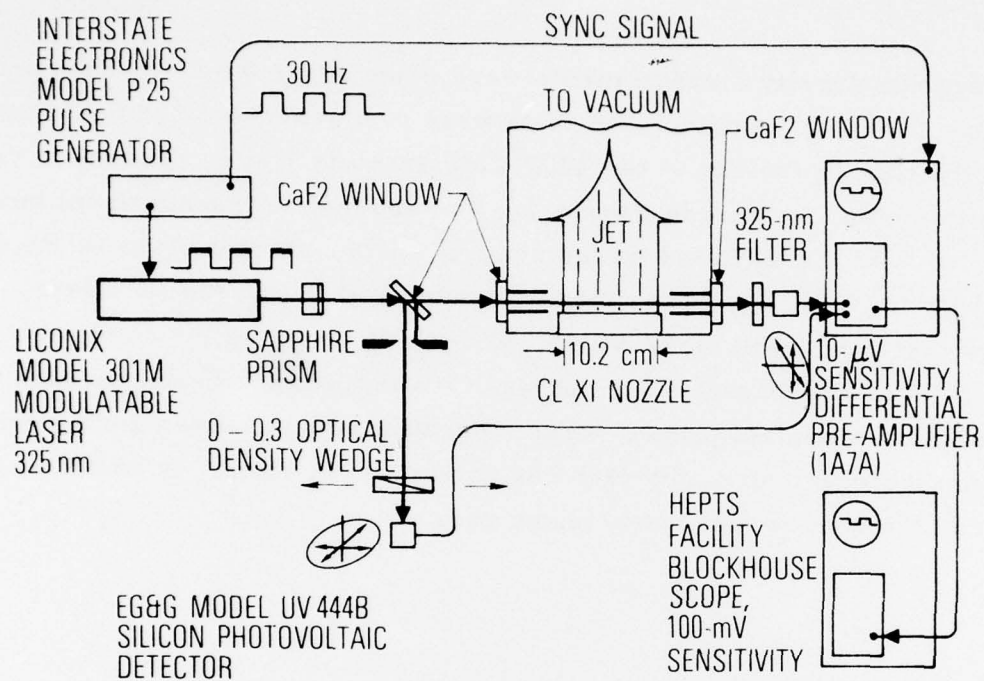 INTERSTATE
ELECTRONICS
MODEL P 25
PULSE
GENERATOR
30 Hz
SYNC SIGNAL
TO VACUUM
CaF2 WINDOW
CaF2 WINDOW
JET
325-nm
FILTER
LICONIX
MODEL 301M
MODULATABLE
LASER
325 nm
SAPPHIRE
PRISM
10.2 cm
CL XI NOZZLE
10-μV
SENSITIVITY
DIFFERENTIAL
PRE-AMPLIFIER
(1A7A)
0 – 0.3 OPTICAL
DENSITY WEDGE
HEPTS
FACILITY
BLOCKHOUSE
SCOPE,
100-mV
SENSITIVITY
EG&G MODEL UV 444B
SILICON PHOTOVOLTAIC
DETECTOR